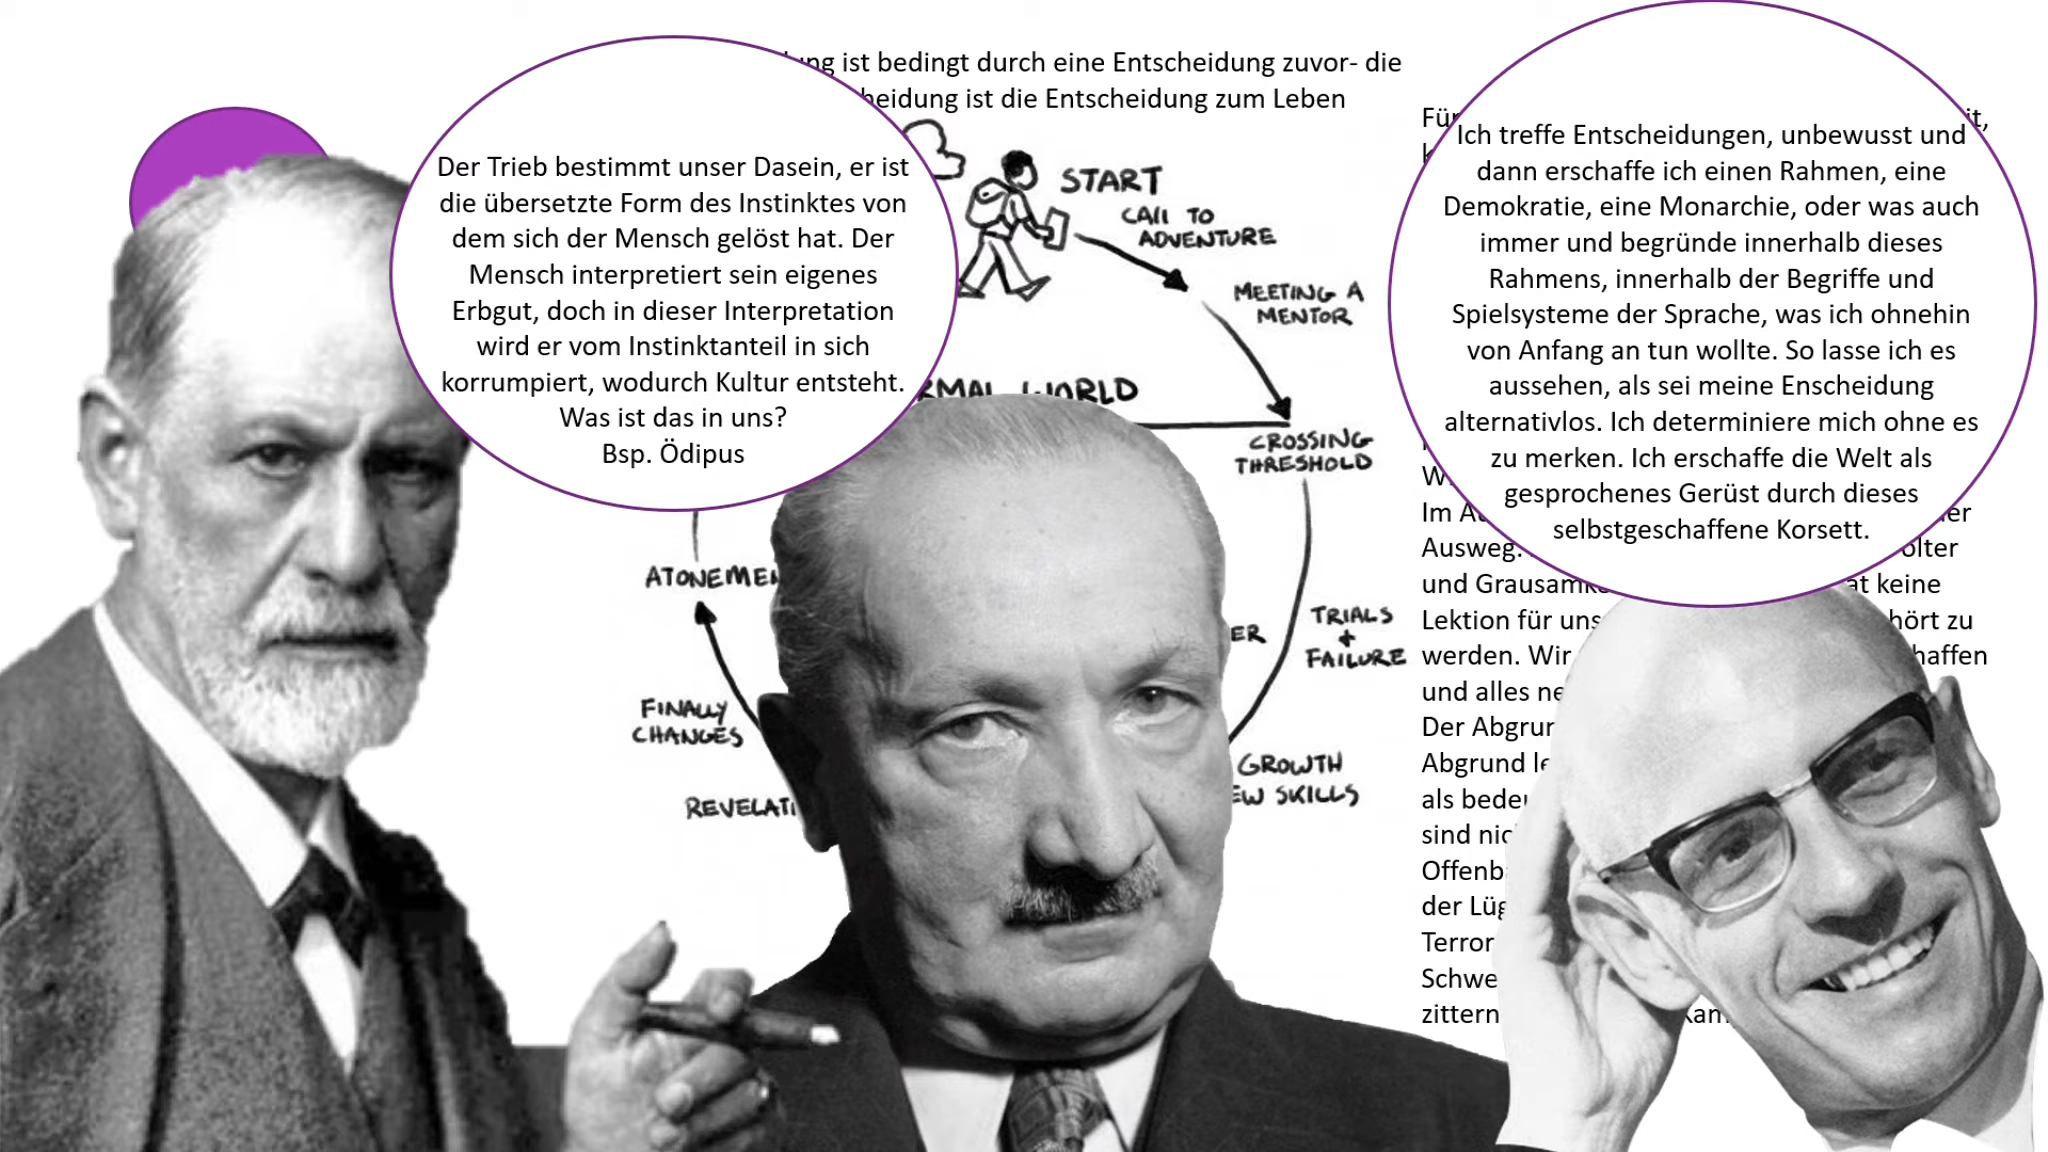 ist bedingt durch eine Entscheidung zuvor- die
ist die Entscheidung zum Leben
Der Trieb bestimmt unser Dasein, er ist
die übersetzte Form des Instinktes von
dem sich der Mensch gelöst hat. Der
Mensch interpretiert sein eigenes
Erbgut, doch in dieser Interpretation
wird er vom Instinktanteil in sich
korrumpiert, wodurch Kultur entsteht.
Was ist das in uns?
Bsp. Ödipus
START
CALL TO
ADVENTURE
MEETING A
MENTOR
WORLD
CROSSING
THRESHOLD
TRIALS
+
FAILURE
GROWTH
SKILLS
FINALLY
CHANGES
Ich treffe Entscheidungen, unbewusst und
dann erschaffe ich einen Rahmen, eine
Demokratie, eine Monarchie, oder was auch
immer und begründe innerhalb dieses
Rahmens, innerhalb der Begriffe und
Spielsysteme der Sprache, was ich ohnehin
von Anfang an tun wollte. So lasse ich es
aussehen, als sei meine Enscheidung
alternativlos. Ich determiniere mich ohne es
zu merken. Ich erschaffe die Welt als
gesprochenes Gerüst durch dieses
selbstgeschaffene Korsett.
Im
Ausweg.
und keine
Lektion für uns zu
werden. Wir
und alles
Der
Abgrund
als
sind
der
Terror